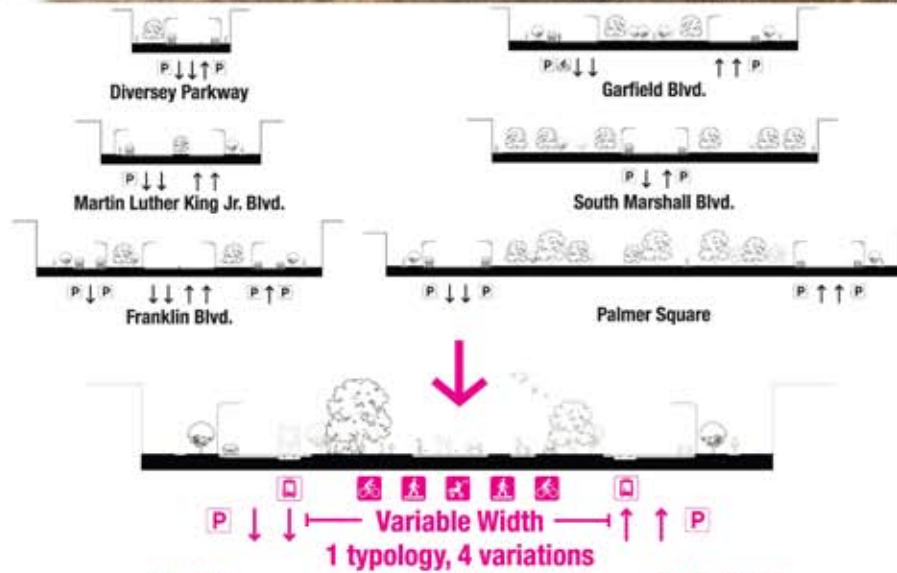 P P
Diversey Parkway
P P
Garfield Blvd.
P
Martin Luther King Jr. Blvd.
P P
South Marshall Blvd.
P P P P
Franklin Blvd.
P P P P
Palmer Square
P Variable Width P
1 typology, 4 variations